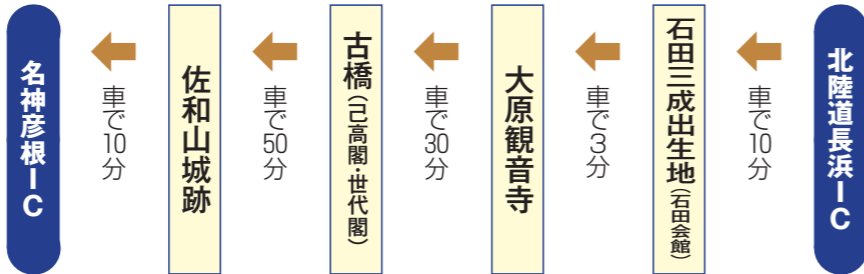 北陸道長浜IC
車で10分
石田三成出生地(石田会館)
車で3分
大原観音寺
車で30分
古橋(己高閣・世代閣)
車で50分
佐和山城跡
車で10分
名神彦根IC